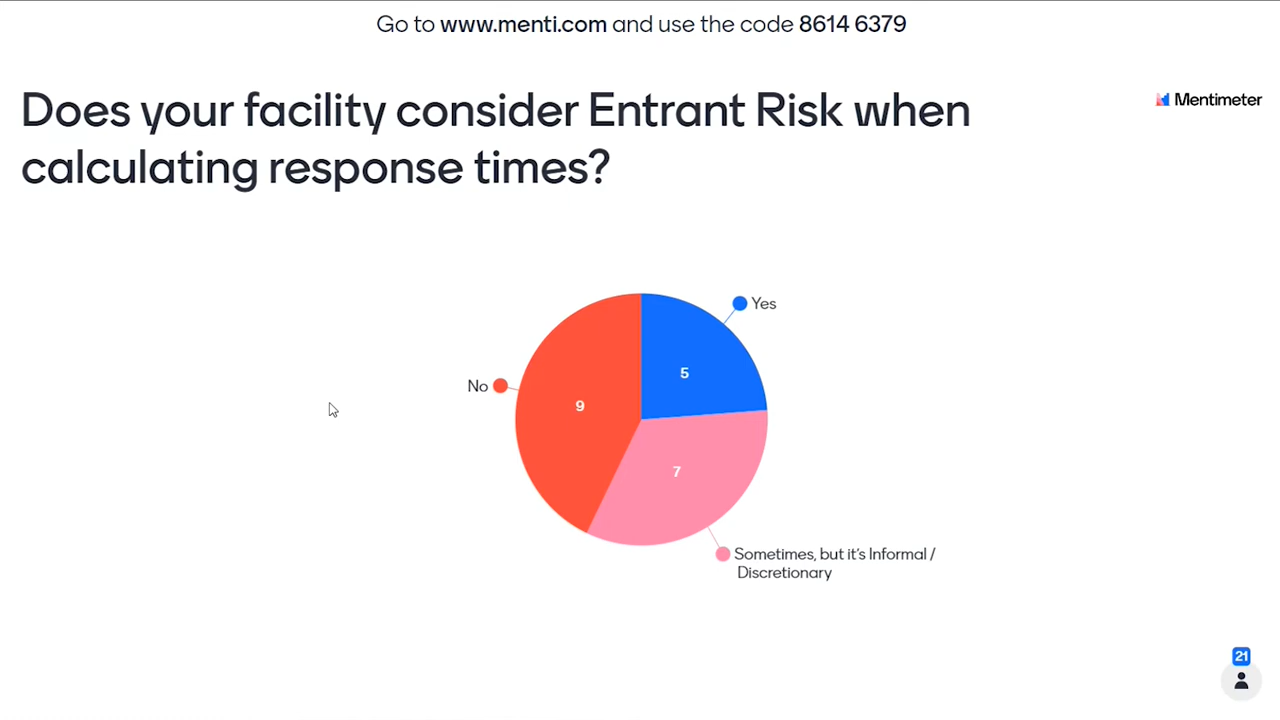 Go to www.menti.com and use the code 8614 6379
Does your facility consider Entrant Risk when
calculating response times?
Mentimeter
Yes
5
No
9
7
Sometimes, but it's Informal /
Discretionary
21